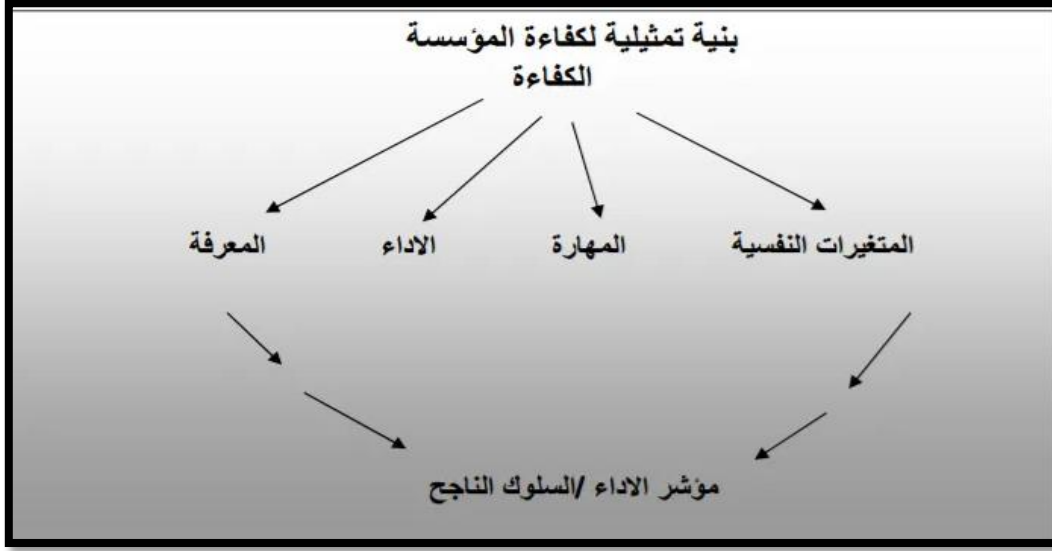 بنية تمثيلية لكفاءة المؤسسة
الكفاءة
المتغيرات النفسية
المهارة
الاداء
المعرفة
مؤشر الاداء /السلوك الناجح